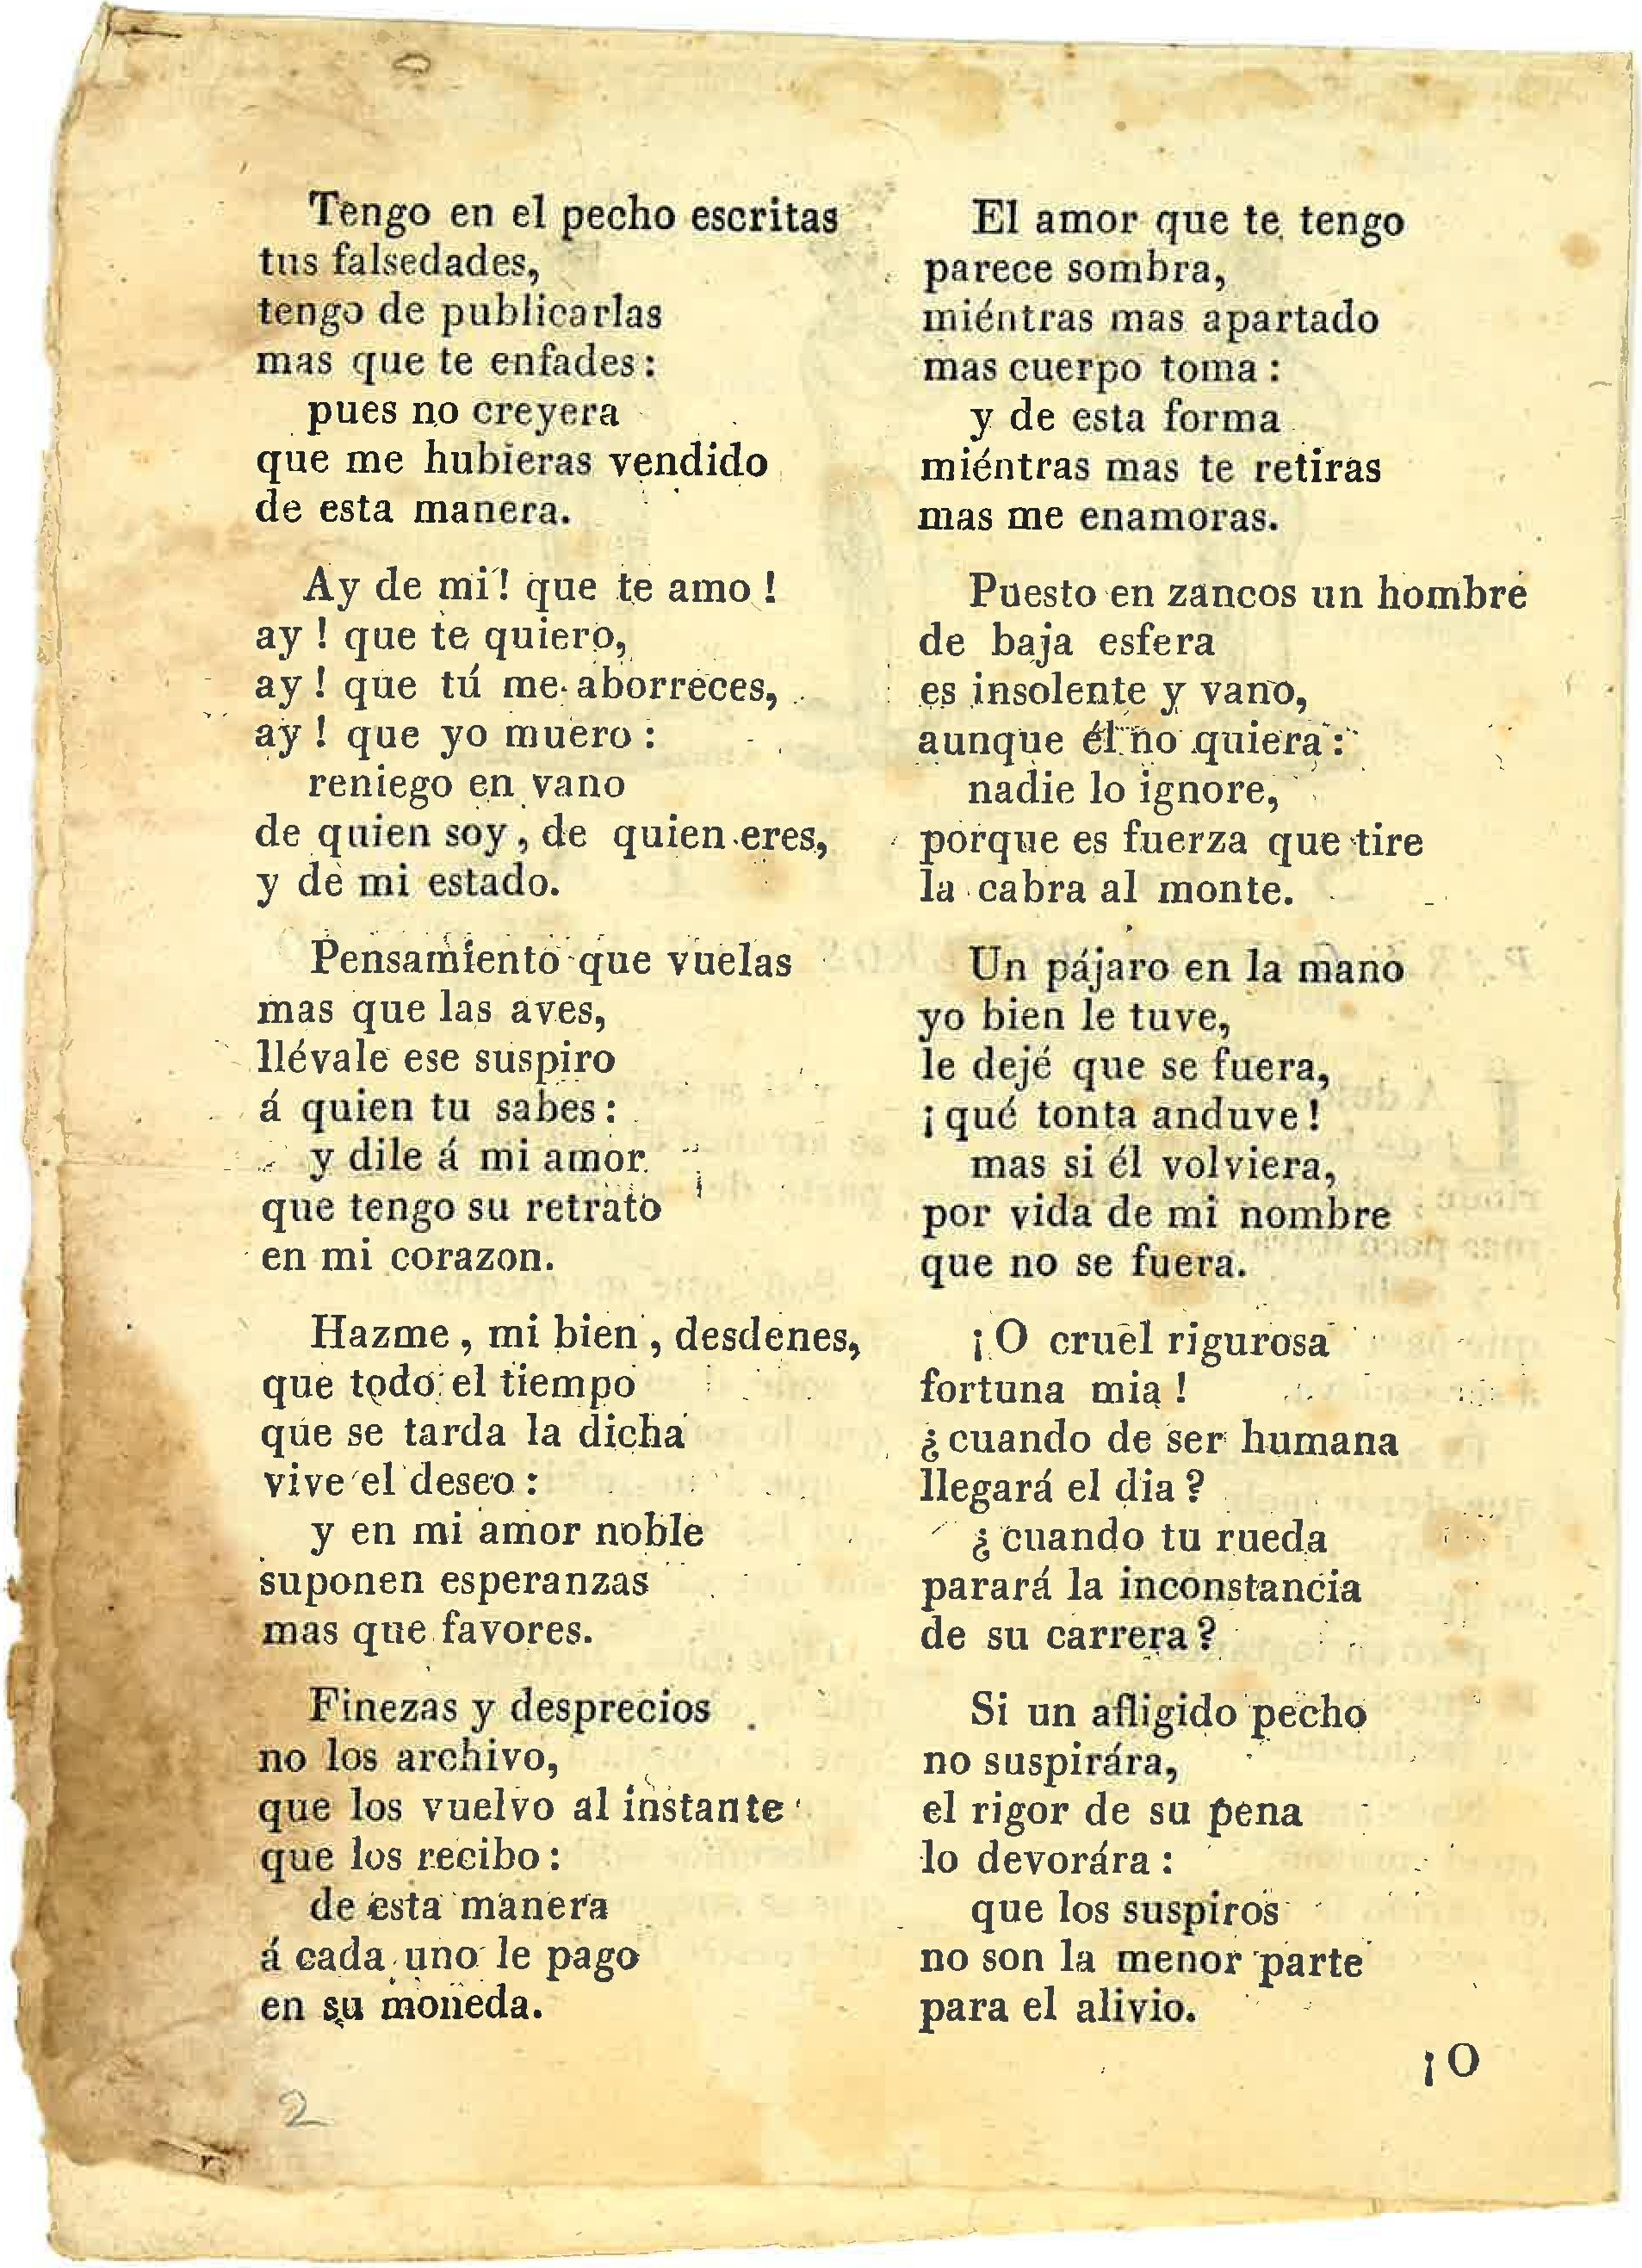 Tengo en el pecho escritas
tus falsedades,
tengo de publicarlas
mas que te enfades :
pues no creyera
que me hubieras vendido
de esta manera.
Ay de mi! que te amo !
ay ! que te quiero,
ay ! que tú me aborreces,
ay ! que yo muero :
reniego en vano
de quien soy , de quien eres,
y de mi estado.
Pensamiento que vuelas
mas que las aves,
llévale ese suspiro
á quien tu sabes :
y dile á mi amor
que tengo su retrato
en mi corazon.
Hazme , mi bien , desdenes,
que todo el tiempo
que se tarda la dicha
vive el deseo :
y en mi amor noble
suponen esperanzas
mas que favores.
Finezas y desprecios
no los archivo,
que los vuelvo al instante
que los recibo :
de esta manera
á cada uno le pago
en su moneda.
El amor que te tengo
parece sombra,
miéntras mas apartado
mas cuerpo toma :
y de esta forma
miéntras mas te retiras
mas me enamoras.
Puesto en zancos un hombre
de baja esfera
es insolente y vano,
aunque él no quiera :
nadie lo ignore,
porque es fuerza que tire
la cabra al monte.
Un pájaro en la mano
yo bien le tuve,
le dejé que se fuera,
¡ qué tonta anduve !
mas si él volviera,
por vida de mi nombre
que no se fuera.
¡ O cruel rigurosa
fortuna mia !
¿ cuando de ser humana
llegará el dia ?
¿ cuando tu rueda
parará la inconstancia
de su carrera ?
Si un afligido pecho
no suspirára,
el rigor de su pena
lo devorára :
que los suspiros
no son la menor parte
para el alivio.
¡ O
2